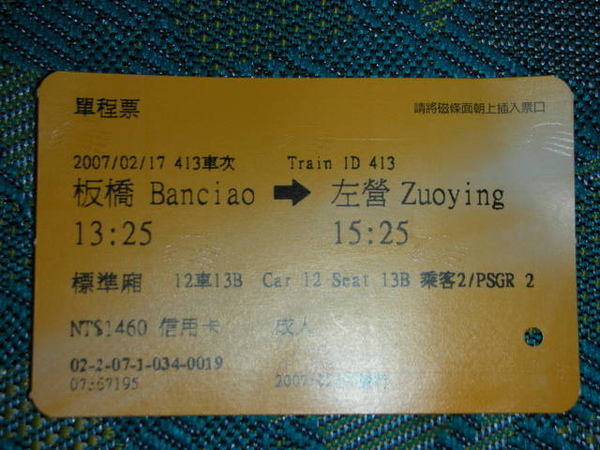 單程票
請將磁條面朝上插入票口
2007/02/17 413車次 Train ID 413
板橋 Banciao → 左營 Zuoying
13:25 15:25
標準廂 12車13B Car 12 Seat 13B 乘客2/PSGR 2
NT$1460 信用卡 成人
02-2-07-1-034-0019
07367195 2007